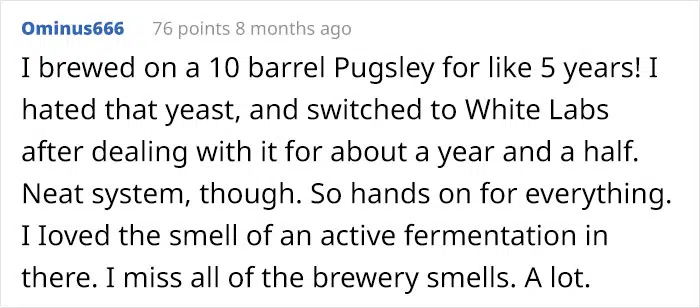 Ominus666 76 points 8 months ago
I brewed on a 10 barrel Pugsley for like 5 years! I
hated that yeast, and switched to White Labs
after dealing with it for about a year and a half.
Neat system, though. So hands on for everything.
I loved the smell of an active fermentation in
there. I miss all of the brewery smells. A lot.